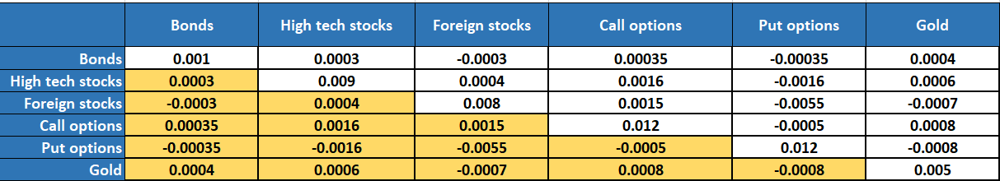 Bonds High tech stocks Foreign stocks Call options Put options Gold
Bonds 0.001 0.0003 -0.0003 0.00035 -0.00035 0.0004
High tech stocks 0.0003 0.009 0.0004 0.0016 -0.0016 0.0006
Foreign stocks -0.0003 0.0004 0.008 0.0015 -0.0055 -0.0007
Call options 0.00035 0.0016 0.0015 0.012 -0.0005 0.0008
Put options -0.00035 -0.0016 -0.0055 -0.0005 0.012 -0.0008
Gold 0.0004 0.0006 -0.0007 0.0008 -0.0008 0.005